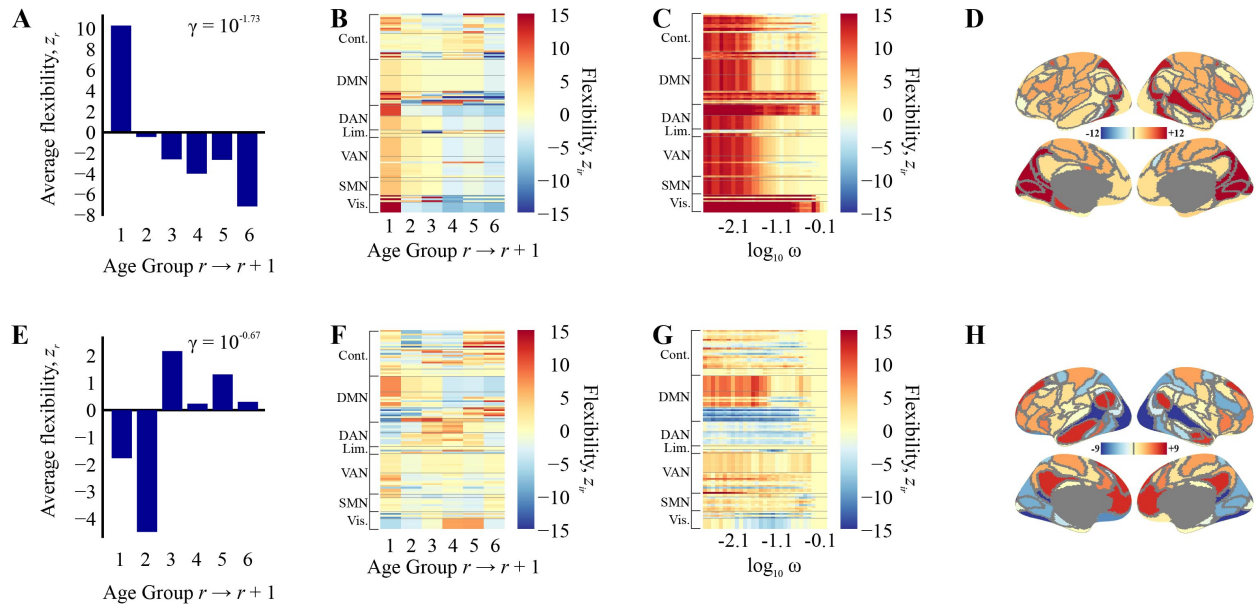 A
γ = 10^-1.73
Average flexibility, z_r
10
8
6
4
2
0
−2
−4
−6
−8
1 2 3 4 5 6
Age Group r → r + 1
B
Cont.
DMN
DAN
Lim.
VAN
SMN
Vis.
1 2 3 4 5 6
Age Group r → r + 1
15
10
5
0
−5
−10
−15
Flexibility, z_ir
C
Cont.
DMN
DAN
Lim.
VAN
SMN
Vis.
-2.1 -1.1 -0.1
log₁₀ ω
15
10
5
0
−5
−10
−15
Flexibility, z_ir
D
-12 +12
E
γ = 10^-0.67
Average flexibility, z_r
2
1
0
−1
−2
−3
−4
1 2 3 4 5 6
Age Group r → r + 1
F
Cont.
DMN
DAN
Lim.
VAN
SMN
Vis.
1 2 3 4 5 6
Age Group r → r + 1
15
10
5
0
−5
−10
−15
Flexibility, z_ir
G
Cont.
DMN
DAN
Lim.
VAN
SMN
Vis.
-2.1 -1.1 -0.1
log₁₀ ω
15
10
5
0
−5
−10
−15
Flexibility, z_ir
H
-9 +9